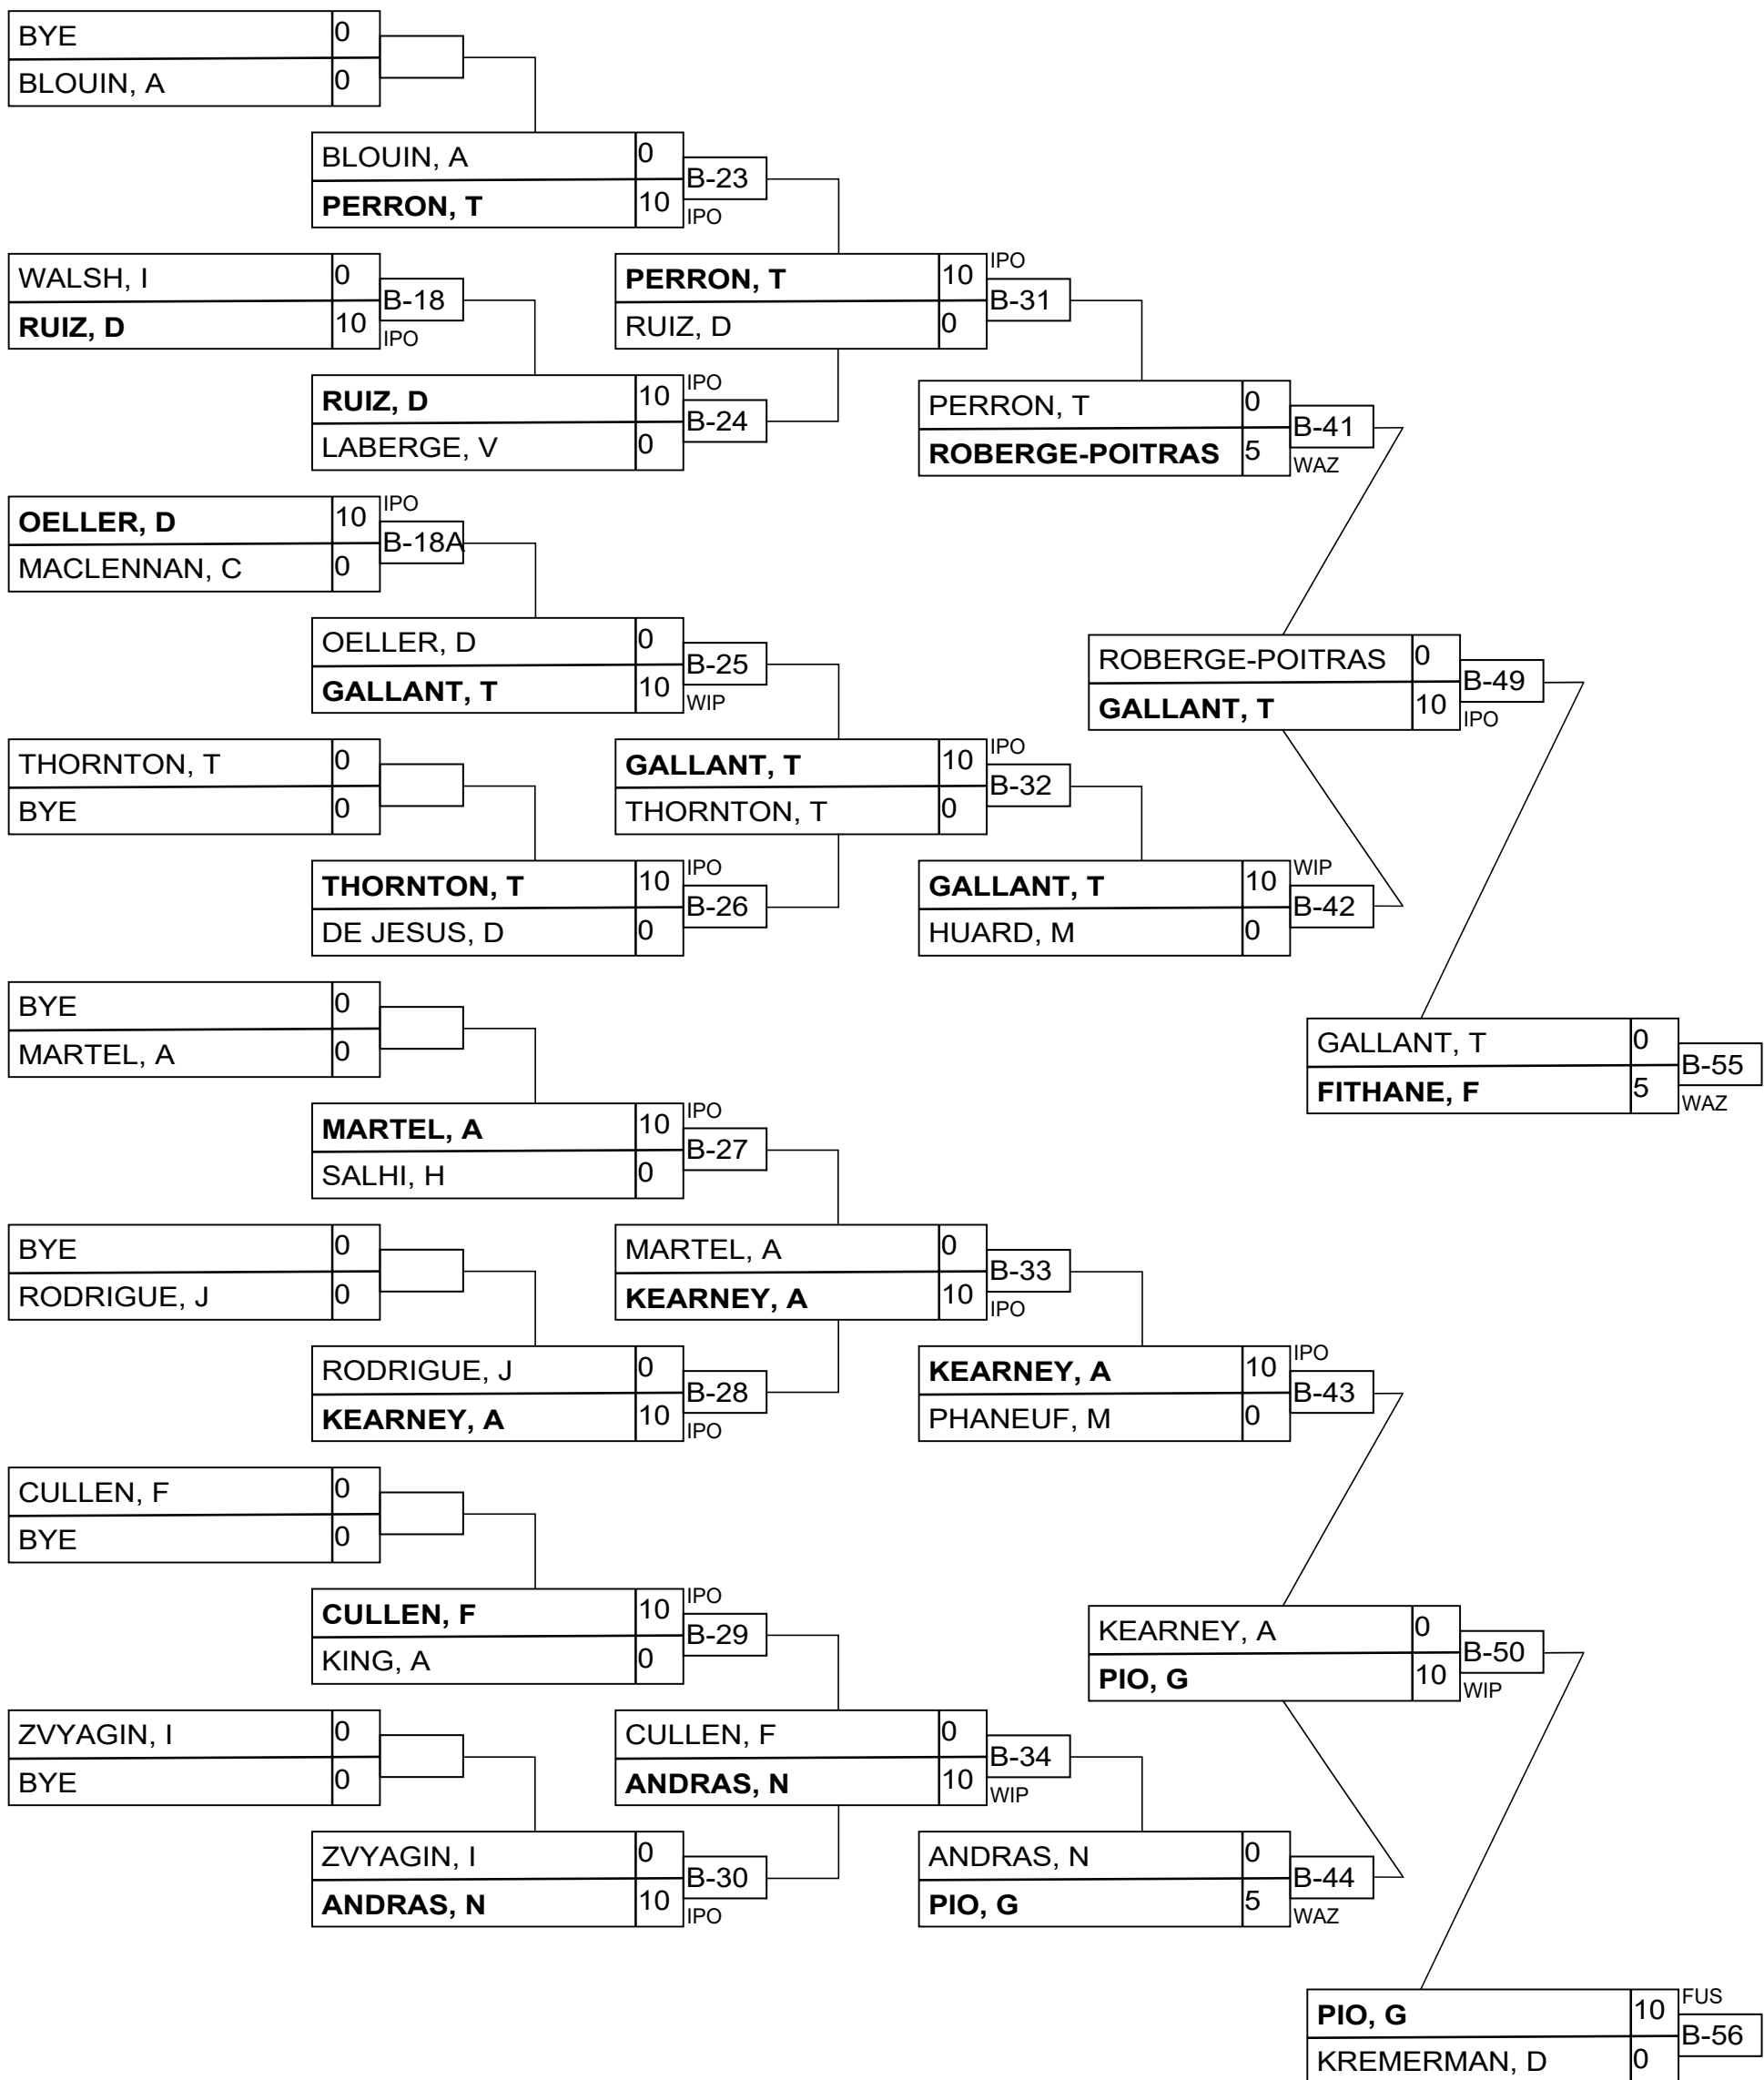 BYE 0
BLOUIN, A 0
BLOUIN, A 0
B-23
PERRON, T 10
IPO
WALSH, I 0
B-18
RUIZ, D 10
IPO
IPO
PERRON, T 10
B-31
RUIZ, D 0
IPO
RUIZ, D 10
B-24
LABERGE, V 0
PERRON, T 0
B-41
ROBERGE-POITRAS 5
WAZ
IPO
OELLER, D 10
B-18A
MACLENNAN, C 0
OELLER, D 0
B-25
GALLANT, T 10
WIP
ROBERGE-POITRAS 0
B-49
GALLANT, T 10
IPO
THORNTON, T 0
BYE 0
IPO
GALLANT, T 10
B-32
THORNTON, T 0
IPO
THORNTON, T 10
B-26
DE JESUS, D 0
WIP
GALLANT, T 10
B-42
HUARD, M 0
BYE 0
MARTEL, A 0
GALLANT, T 0
B-55
FITHANE, F 5
WAZ
IPO
MARTEL, A 10
B-27
SALHI, H 0
BYE 0
RODRIGUE, J 0
MARTEL, A 0
B-33
KEARNEY, A 10
IPO
RODRIGUE, J 0
B-28
KEARNEY, A 10
IPO
IPO
KEARNEY, A 10
B-43
PHANEUF, M 0
CULLEN, F 0
BYE 0
IPO
CULLEN, F 10
B-29
KING, A 0
KEARNEY, A 0
B-50
PIO, G 10
WIP
ZVYAGIN, I 0
BYE 0
CULLEN, F 0
B-34
ANDRAS, N 10
WIP
ZVYAGIN, I 0
B-30
ANDRAS, N 10
IPO
ANDRAS, N 0
B-44
PIO, G 5
WAZ
FUS
PIO, G 10
B-56
KREMERMAN, D 0